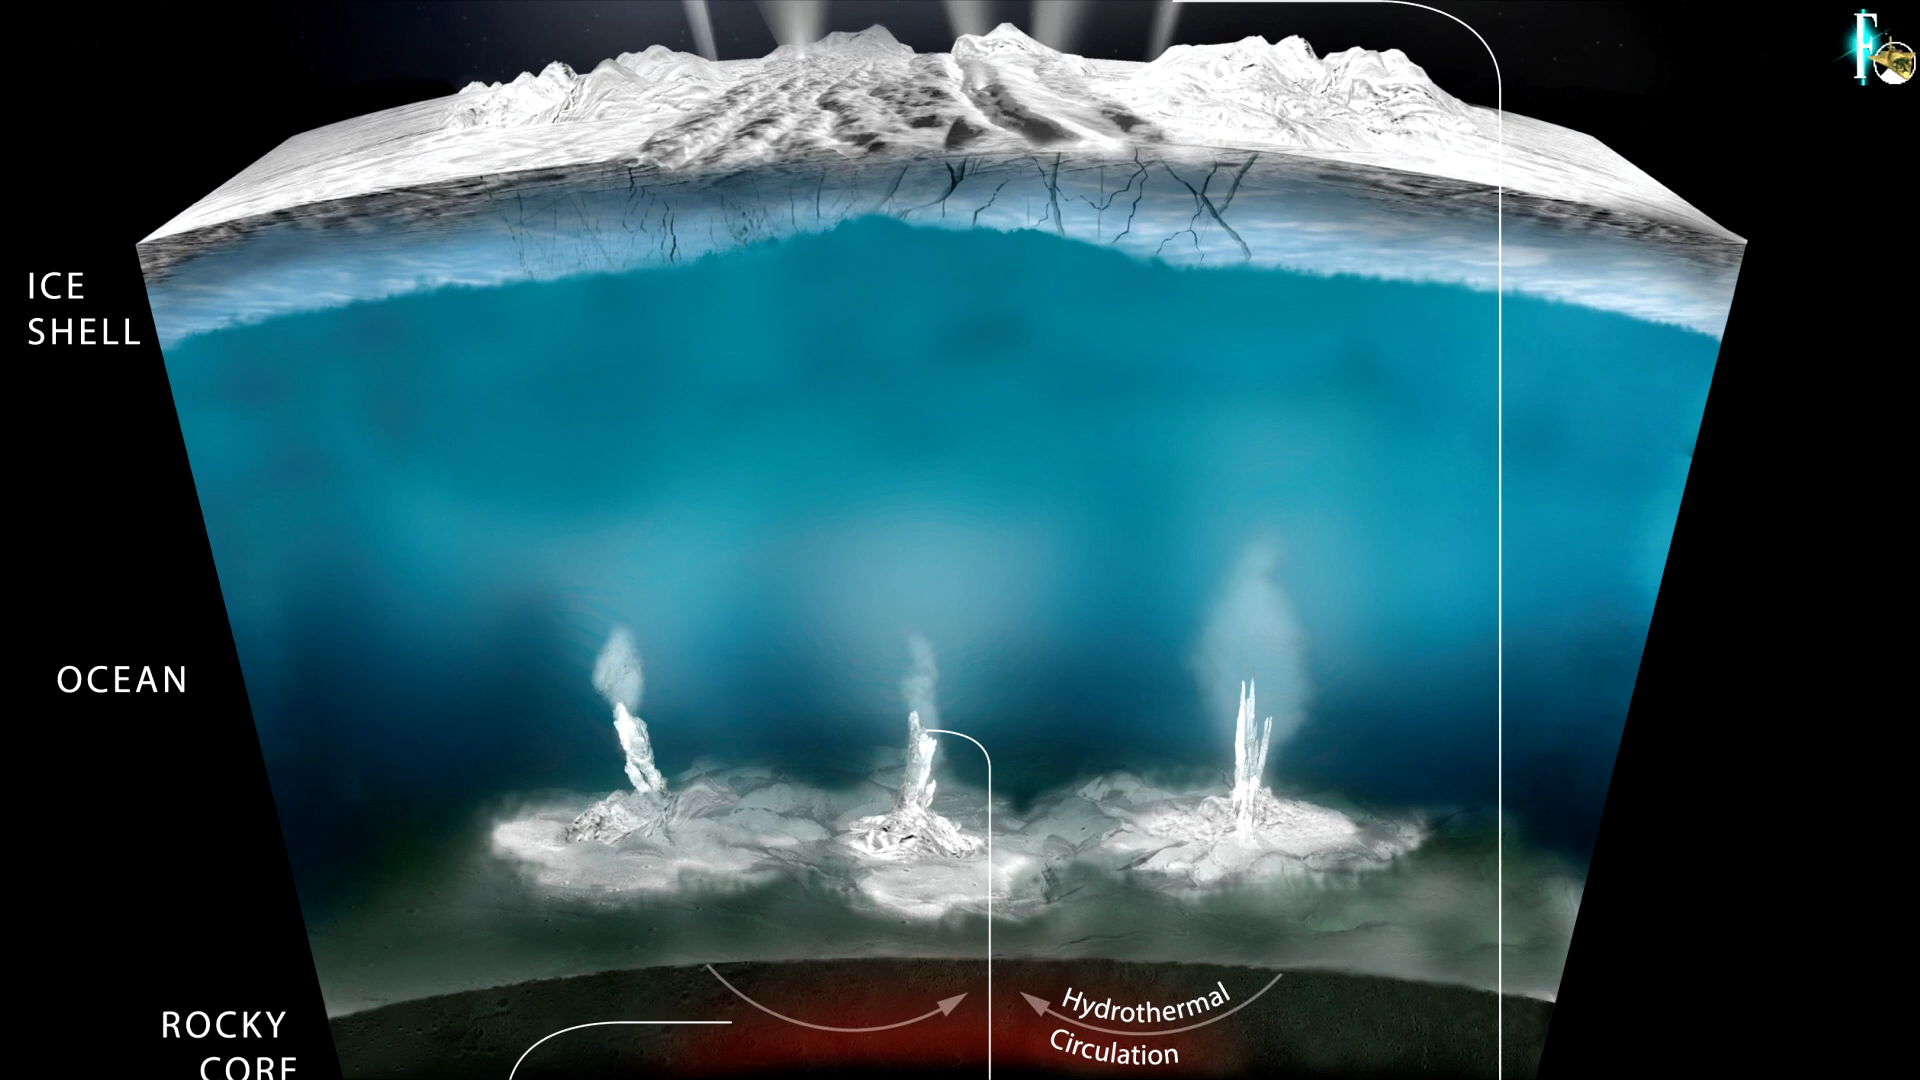 ICE
SHELL
OCEAN
ROCKY
CORE
Hydrothermal
Circulation
F